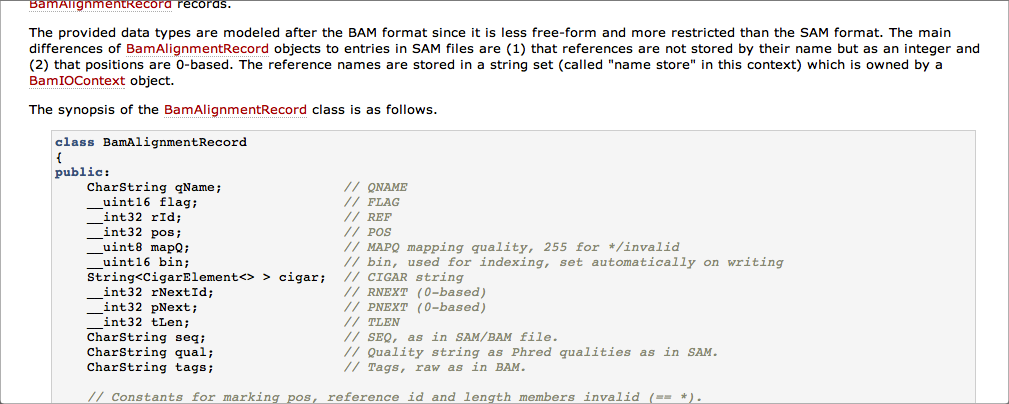 BamAlignmentRecord records.
The provided data types are modeled after the BAM format since it is less free-form and more restricted than the SAM format. The main
differences of BamAlignmentRecord objects to entries in SAM files are (1) that references are not stored by their name but as an integer and
(2) that positions are 0-based. The reference names are stored in a string set (called "name store" in this context) which is owned by a
BamIOContext object.
The synopsis of the BamAlignmentRecord class is as follows.
class BamAlignmentRecord
{
public:
    CharString qName;               // QNAME
    __uint16 flag;                  // FLAG
    __int32 rId;                    // REF
    __int32 pos;                    // POS
    __uint8 mapQ;                   // MAPQ mapping quality, 255 for */invalid
    __uint16 bin;                   // bin, used for indexing, set automatically on writing
    String<CigarElement<> > cigar;  // CIGAR string
    __int32 rNextId;                // RNEXT (0-based)
    __int32 pNext;                  // PNEXT (0-based)
    __int32 tLen;                   // TLEN
    CharString seq;                 // SEQ, as in SAM/BAM file.
    CharString qual;                // Quality string as Phred qualities as in SAM.
    CharString tags;                // Tags, raw as in BAM.
    // Constants for marking pos, reference id and length members invalid (== *).